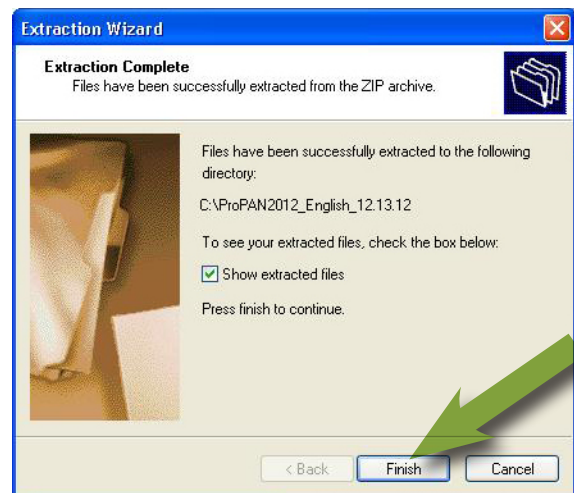 Extraction Wizard
Extraction Complete
Files have been successfully extracted from the ZIP archive.
Files have been successfully extracted to the following
directory:
C:\ProPAN2012_English_12.13.12
To see your extracted files, check the box below:
Show extracted files
Press finish to continue.
< Back
Finish
Cancel